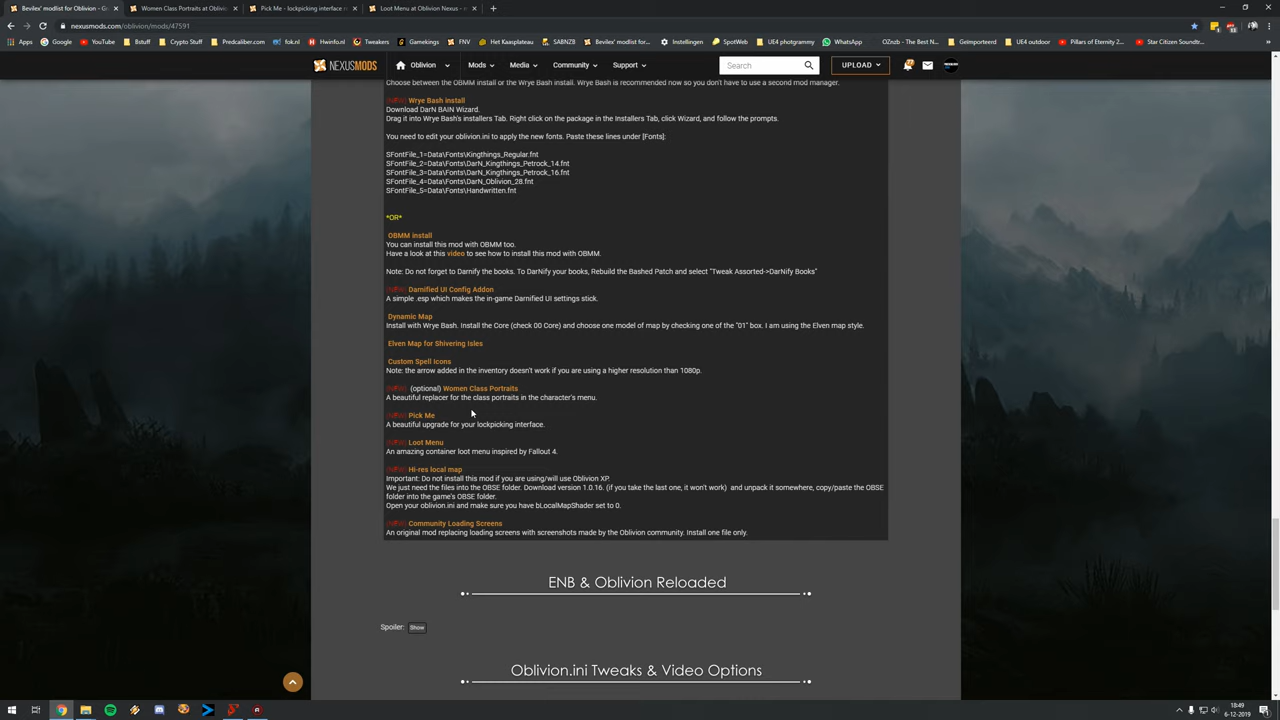 Bevilex' modlist for Oblivion - G
Women Class Portraits at Oblivio
Pick Me - lockpicking interface r
Loot Menu at Oblivion Nexus -
nexusmods.com/oblivion/mods/47591
Apps Google YouTube Bstuff Crypto Stuff Predcaliber.com fok.nl Hwinfo.nl Tweakers Gamekings FNV Het Kaasplateau SABNZB Bevilex' modlist fo... Instellingen SpotWeb UE4 photgrammy WhatsApp OZnzb - The Best N... Geïmporteerd UE4 outdoor Pillars of Eternity 2... Star Citizen Soundtr...
NEXUSMODS Oblivion Mods Media Community Support Search UPLOAD
Choose between the OBMM install or the Wrye Bash install. Wrye Bash is recommended now so you don't have to use a second mod manager.
(NEW) Wrye Bash install
Download DarN BAIN Wizard.
Drag it into Wrye Bash's installers Tab. Right click on the package in the Installers Tab, click Wizard, and follow the prompts.
You need to edit your oblivion.ini to apply the new fonts. Paste these lines under [Fonts]:
SFontFile_1=Data\Fonts\Kingthings_Regular.fnt
SFontFile_2=Data\Fonts\DarN_Kingthings_Petrock_14.fnt
SFontFile_3=Data\Fonts\DarN_Kingthings_Petrock_16.fnt
SFontFile_4=Data\Fonts\DarN_Oblivion_28.fnt
SFontFile_5=Data\Fonts\Handwritten.fnt
*OR*
OBMM install
You can install this mod with OBMM too.
Have a look at this video to see how to install this mod with OBMM.
Note: Do not forget to Darnify the books. To DarNify your books, Rebuild the Bashed Patch and select "Tweak Assorted->DarNify Books"
(NEW) Darnified UI Config Addon
A simple .esp which makes the in-game Darnified UI settings stick.
Dynamic Map
Install with Wrye Bash. Install the Core (check 00 Core) and choose one model of map by checking one of the "01" box. I am using the Elven map style.
Elven Map for Shivering Isles
Custom Spell Icons
Note: the arrow added in the inventory doesn't work if you are using a higher resolution than 1080p.
(NEW) (optional) Women Class Portraits
A beautiful replacer for the class portraits in the character's menu.
(NEW) Pick Me
A beautiful upgrade for your lockpicking interface.
(NEW) Loot Menu
An amazing container loot menu inspired by Fallout 4.
(NEW) Hi-res local map
Important: Do not install this mod if you are using/will use Oblivion XP.
We just need the files into the OBSE folder. Download version 1.0.16. (if you take the last one, it won't work) and unpack it somewhere, copy/paste the OBSE
folder into the game's OBSE folder.
Open your oblivion.ini and make sure you have bLocalMapShader set to 0.
(NEW) Community Loading Screens
An original mod replacing loading screens with screenshots made by the Oblivion community. Install one file only.
ENB & Oblivion Reloaded
Spoiler: Show
Oblivion.ini Tweaks & Video Options
18:49
6-12-2019